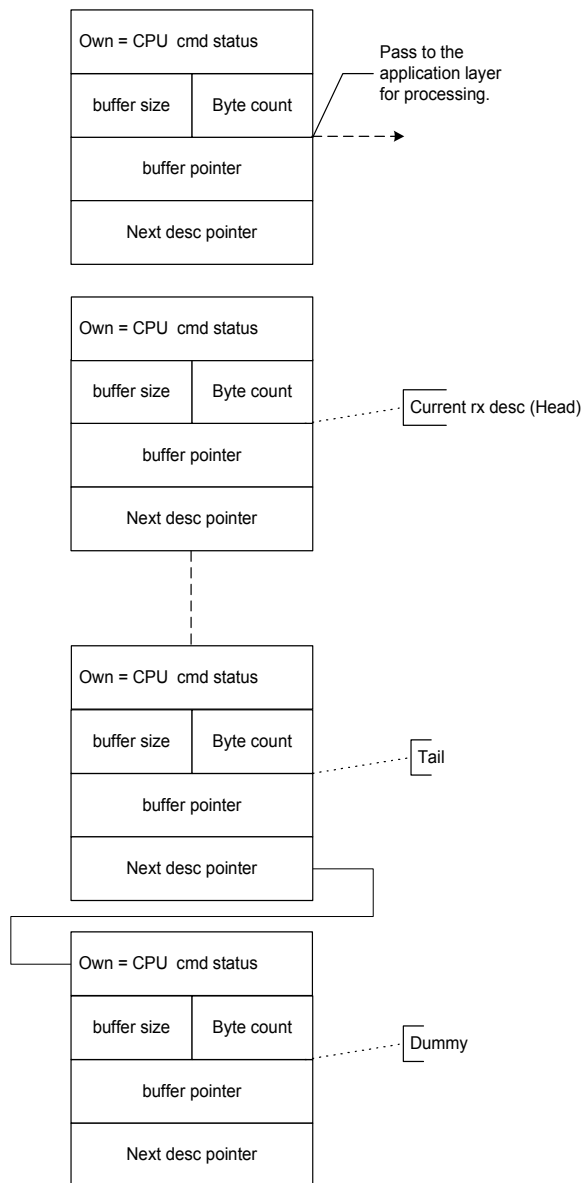 Own = CPU  cmd status
Pass to the
application layer
for processing.
buffer size
Byte count
buffer pointer
Next desc pointer
Own = CPU  cmd status
buffer size
Byte count
Current rx desc (Head)
buffer pointer
Next desc pointer
Own = CPU  cmd status
buffer size
Byte count
Tail
buffer pointer
Next desc pointer
Own = CPU  cmd status
buffer size
Byte count
Dummy
buffer pointer
Next desc pointer